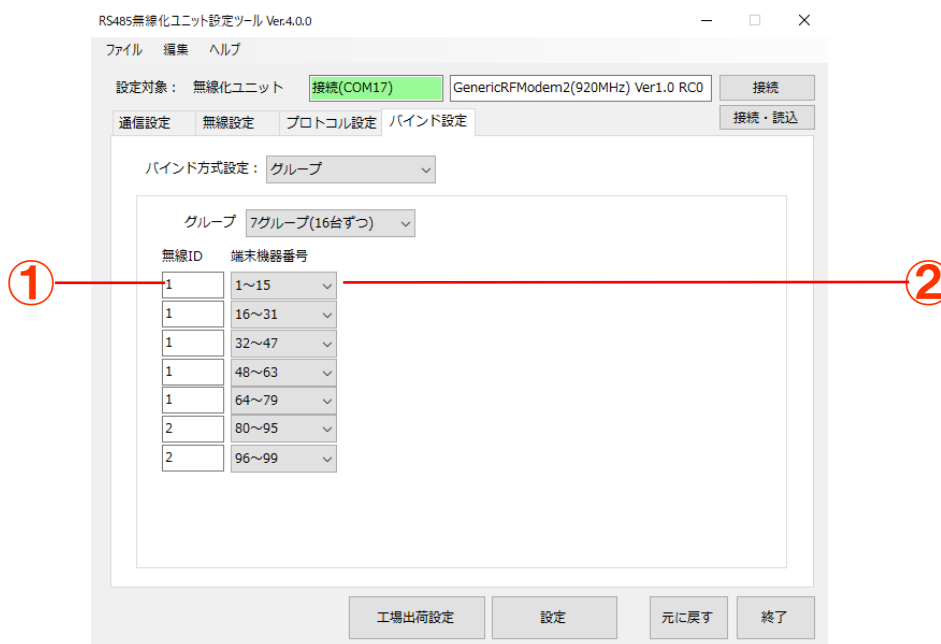 RS485無線化ユニット設定ツール Ver.4.0.0
ファイル 編集 ヘルプ
設定対象： 無線化ユニット 接続(COM17) GenericRFModem2(920MHz) Ver1.0 RC0 接続
通信設定 無線設定 プロトコル設定 バインド設定 接続・読込
バインド方式設定： グループ
グループ 7グループ(16台ずつ)
無線ID 端末機器番号
① 1 1～15 ②
1 16～31
1 32～47
1 48～63
1 64～79
2 80～95
2 96～99
工場出荷設定 設定 元に戻す 終了